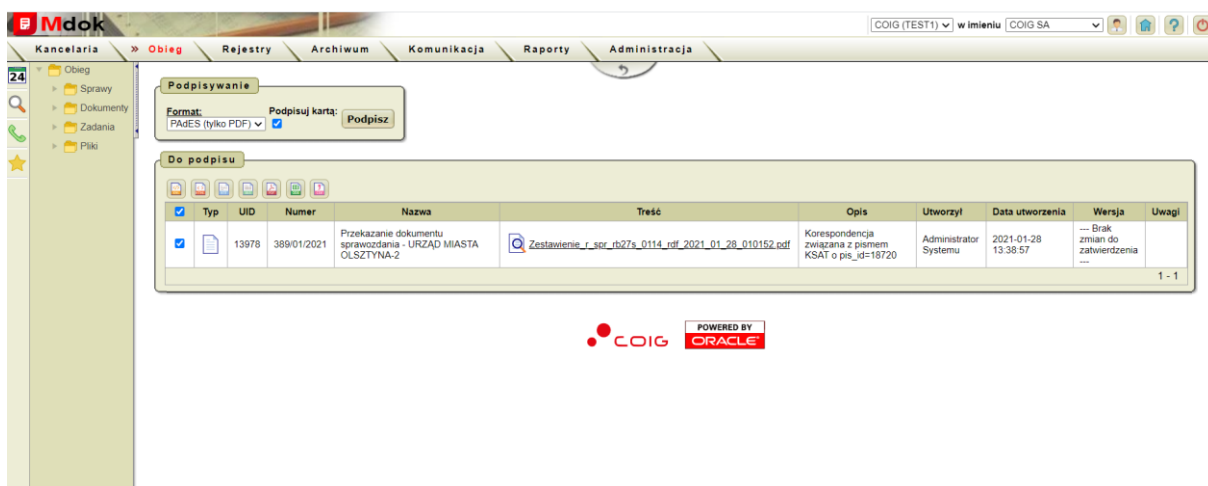 Mdok
COIG (TEST1) w imieniu COIG SA
Kancelaria » Obieg Rejestry Archiwum Komunikacja Raporty Administracja
24
Obieg
Sprawy
Dokumenty
Zadania
Pliki
Podpisywanie
Format: Podpisuj kartą:
PAdES (tylko PDF) Podpisz
Do podpisu
Typ UID Numer Nazwa Treść Opis Utworzył Data utworzenia Wersja Uwagi
13978
389/01/2021
Przekazanie dokumentu
sprawozdania - URZĄD MIASTA
OLSZTYNA-2
Zestawienie_r_spr_rb27s_0114_rdf_2021_01_28_010152.pdf
Korespondencja
związana z pismem
KSAT o pis_id=18720
Administrator
Systemu
2021-01-28
13:38:57
--- Brak
zmian do
zatwierdzenia
---
1 - 1
COIG
POWERED BY
ORACLE